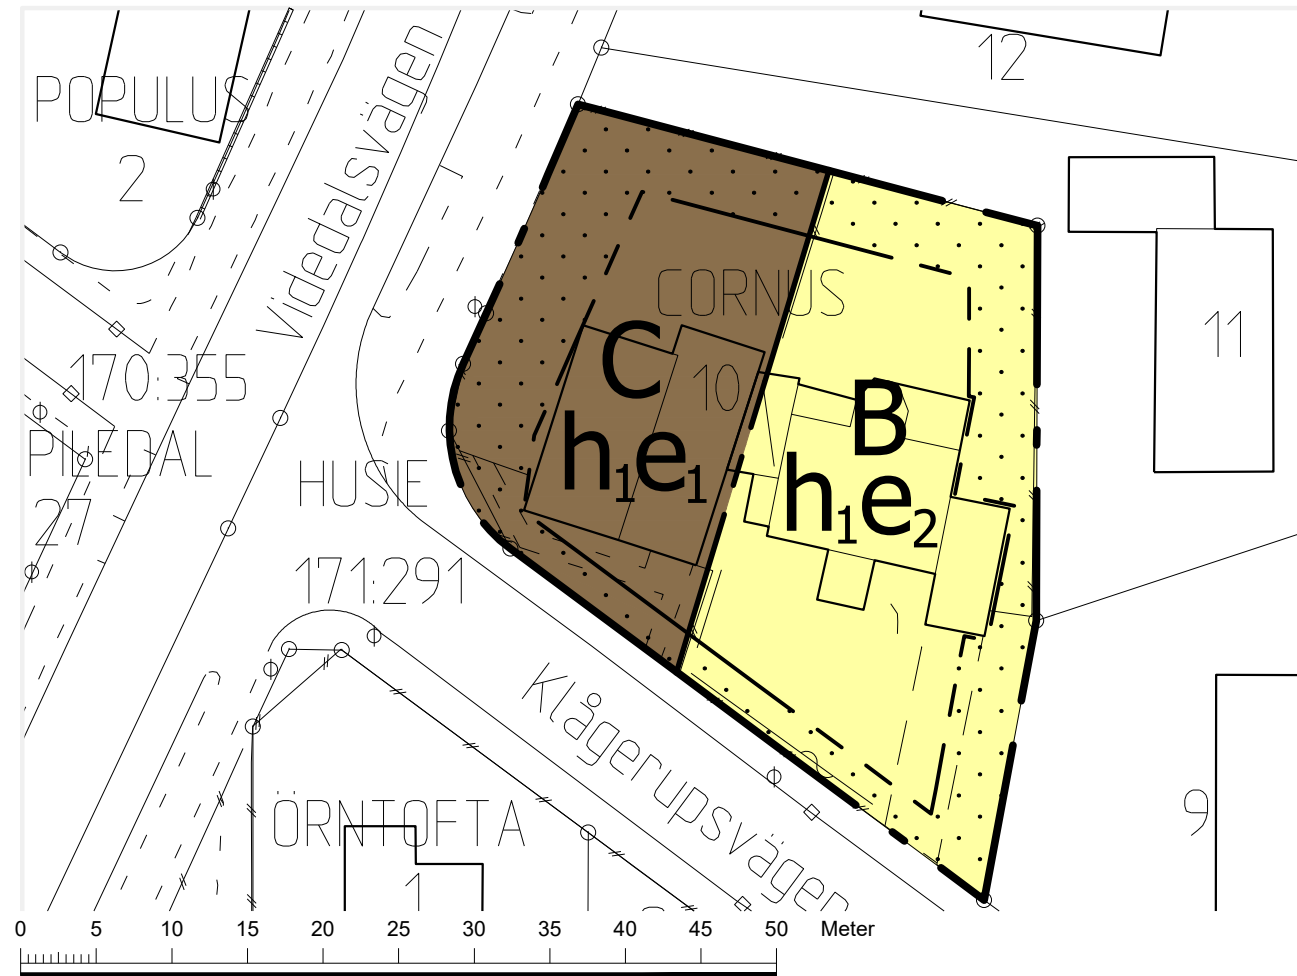 12
POPULUS
2
Videdalsvägen
CORNUS
11
C
10
170:355
B
h1e1
PILEDAL
27
HUSIE
h1e2
171:291
Klågerupsvägen
9
ÖRNTOFTA
1
0 5 10 15 20 25 30 35 40 45 50 Meter